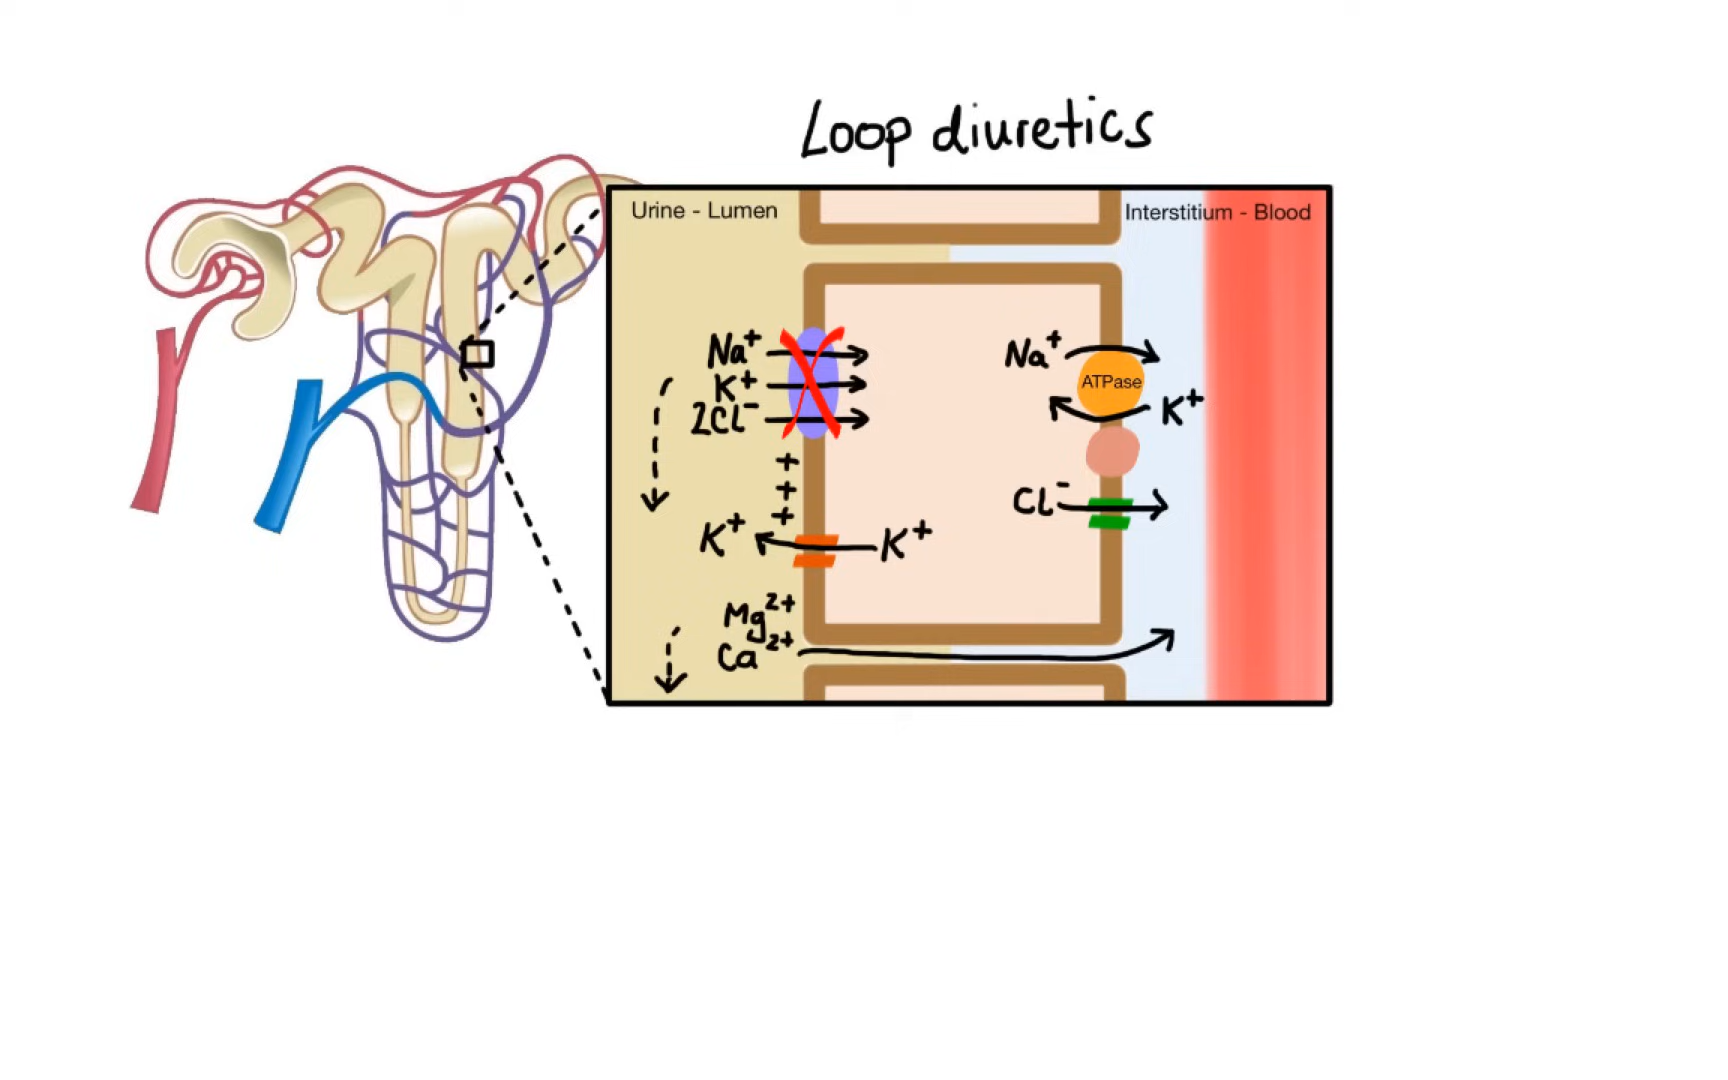 Loop diuretics
Urine - Lumen
Interstitium - Blood
Na⁺
K⁺
2Cl⁻
+
+
+
K⁺
K⁺
Mg²⁺
Ca²⁺
Na⁺
ATPase
K⁺
Cl⁻